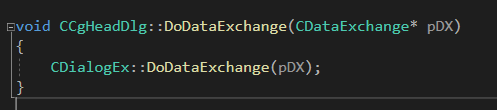 void CCgHeadDlg::DoDataExchange(CDataExchange* pDX)
{
    CDialogEx::DoDataExchange(pDX);
}